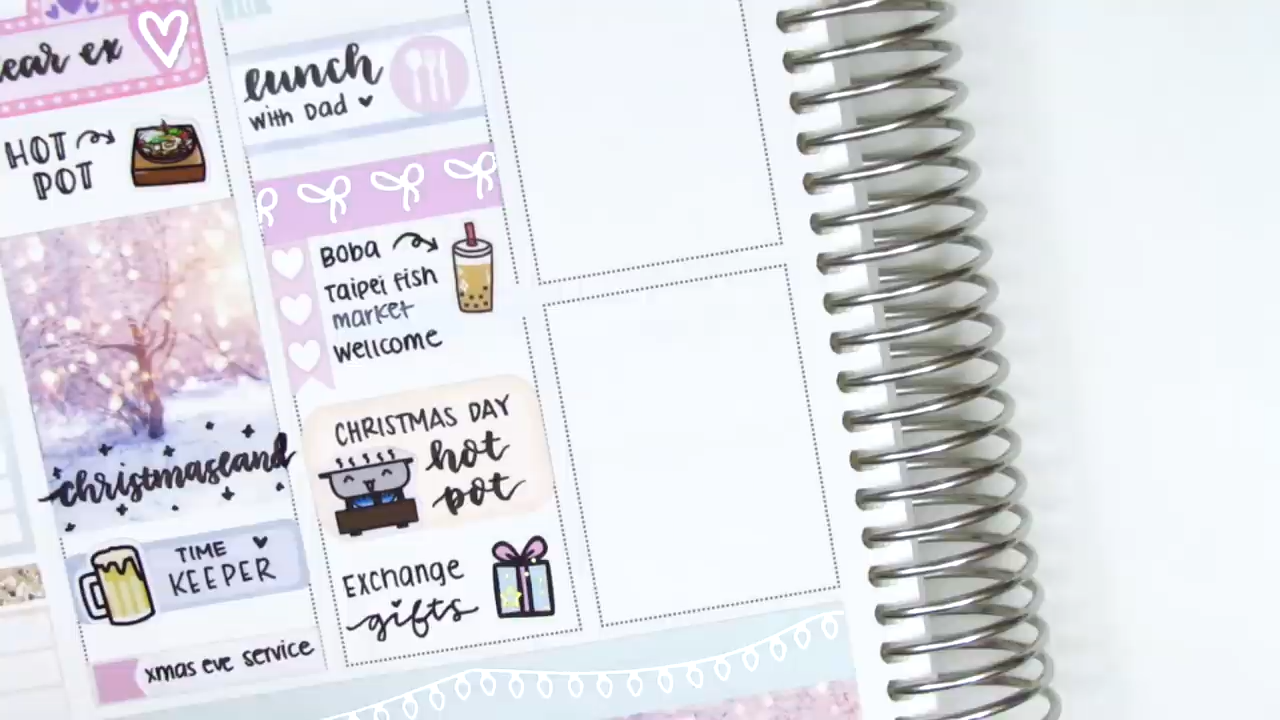 ear ex
HOT
POT
christmasland
TIME
KEEPER
xmas eve service
lunch
with Dad
Boba
Taipei fish
market
wellcome
CHRISTMAS DAY
hot
pot
Exchange
gifts